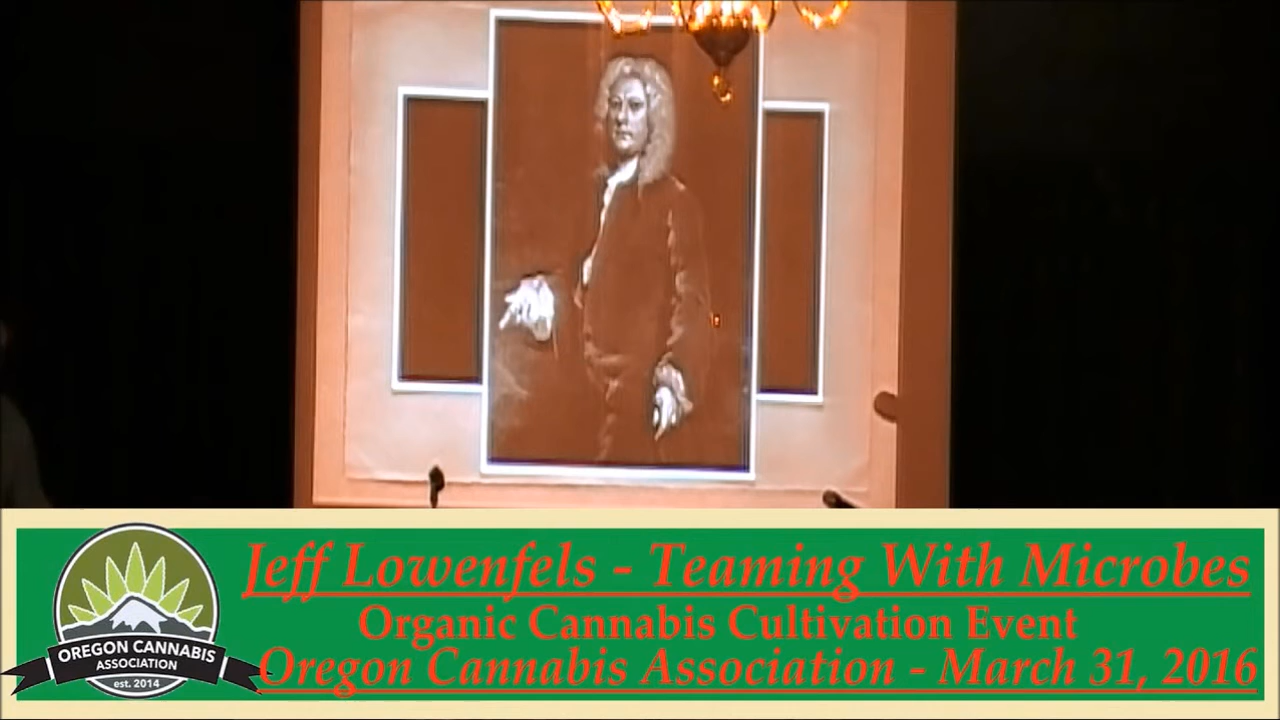 Jeff Lowenfels - Teaming With Microbes
Organic Cannabis Cultivation Event
Oregon Cannabis Association - March 31, 2016
OREGON CANNABIS
ASSOCIATION
est. 2014